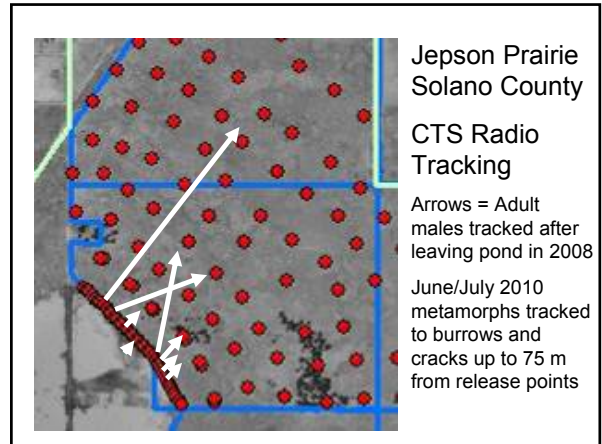 Jepson Prairie
Solano County
CTS Radio
Tracking
Arrows = Adult
males tracked after
leaving pond in 2008
June/July 2010
metamorphs tracked
to burrows and
cracks up to 75 m
from release points